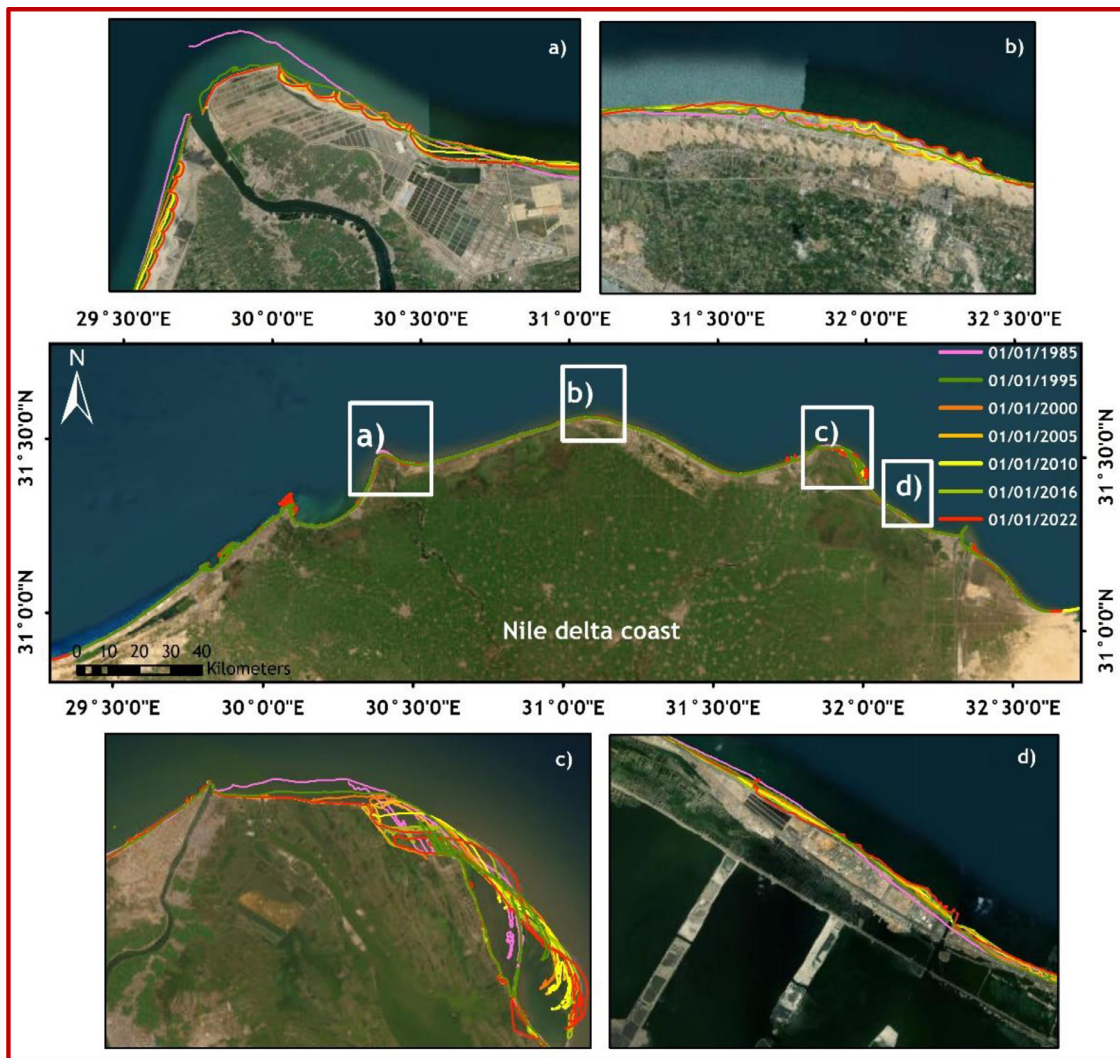 a)
b)
29°30'0"E 30°0'0"E 30°30'0"E 31°0'0"E 31°30'0"E 32°0'0"E 32°30'0"E
N
31°30'0"N
31°0'0"N
a)
b)
c)
d)
01/01/1985
01/01/1995
01/01/2000
01/01/2005
01/01/2010
01/01/2016
01/01/2022
31°30'0"N
31°0'0"N
Nile delta coast
0 10 20 30 40
Kilometers
29°30'0"E 30°0'0"E 30°30'0"E 31°0'0"E 31°30'0"E 32°0'0"E 32°30'0"E
c)
d)